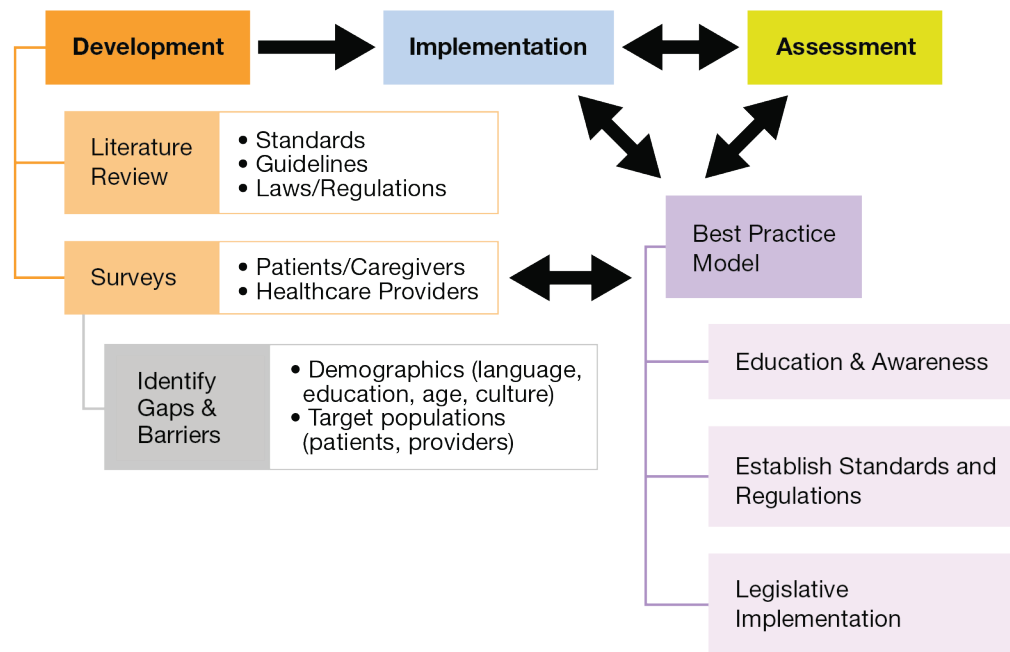 Development
Implementation
Assessment
Literature
Review
• Standards
• Guidelines
• Laws/Regulations
Surveys
• Patients/Caregivers
• Healthcare Providers
Identify
Gaps &
Barriers
• Demographics (language,
education, age, culture)
• Target populations
(patients, providers)
Best Practice
Model
Education & Awareness
Establish Standards and
Regulations
Legislative
Implementation